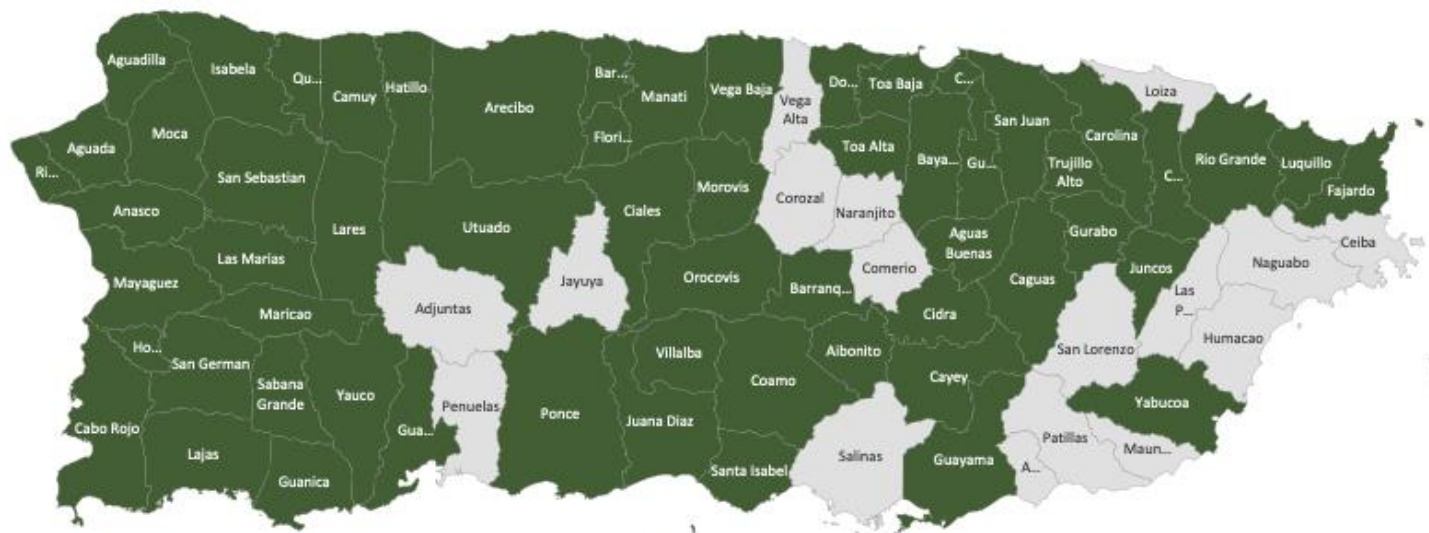 Aguadilla
Isabela
Qu...
Camuy
Hatillo
Arecibo
Bar...
Manati
Vega Baja
Vega
Alta
Do...
Toa Baja
C...
San Juan
Carolina
Loiza
Moca
Aguada
Ri...
Flori...
Toa Alta
Baya...
Gu...
Trujillo
Alto
C...
Rio Grande
Luquillo
Fajardo
San Sebastian
Anasco
Lares
Utuado
Ciales
Morovis
Corozal
Naranjito
Aguas
Buenas
Gurabo
Ceiba
Naguabo
Las Marias
Mayaguez
Maricao
Adjuntas
Jayuya
Orocovis
Barranq...
Comerio
Caguas
Juncos
Las
P...
Humacao
Cidra
San Lorenzo
Ho...
San German
Sabana
Grande
Yauco
Gua...
Penuelas
Ponce
Villalba
Juana Diaz
Coamo
Aibonito
Cayey
Yabucoa
Cabo Rojo
Lajas
Guanica
Santa Isabel
Salinas
Guayama
A...
Patillas
Maun...